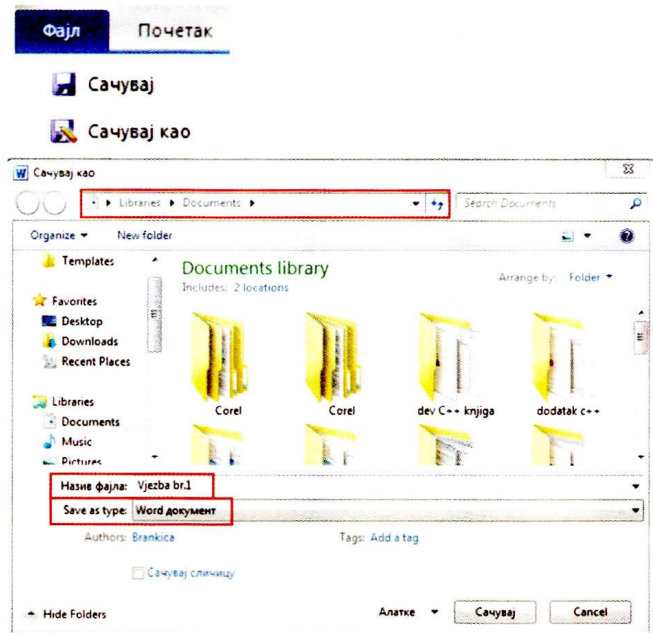 Фајл Почетак
Сачувај
Сачувај као
Сачувај као
Libraries Documents Search Documents
Organize New folder
Templates
Favorites
Desktop
Downloads
Recent Places
Libraries
Documents
Music
Pictures
Documents library
Includes: 2 locations
Arrange by: Folder
Corel Corel dev C++ knjiga dodatak c++
Назив фајла: Vjezba br.1
Save as type: Word документ
Authors: Brankica Tags: Add a tag
Сачувај сличицу
Hide Folders Алатке Сачувај Cancel